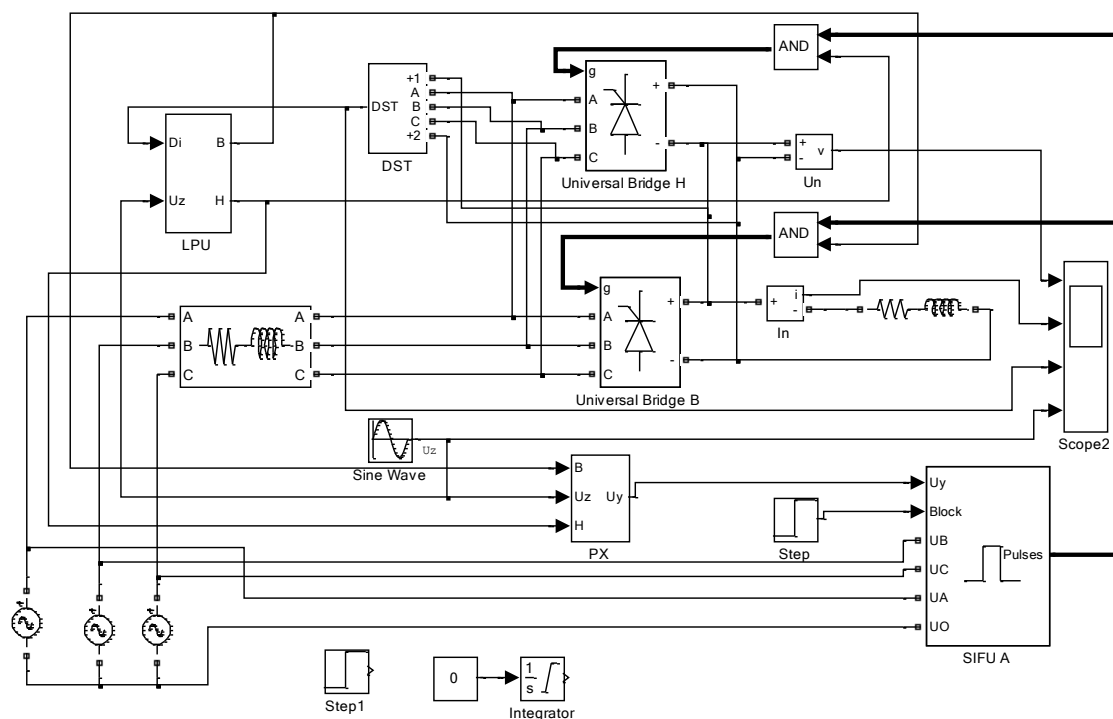 AND
+1
A
B
C
+2
DST
DST
g
A
B
C
+
-
Universal Bridge H
+
-
v
Un
Di
Uz
B
H
LPU
AND
g
A
B
C
+
-
Universal Bridge B
+
i
-
In
A
B
C
A
B
C
Scope2
Uz
Sine Wave
B
Uz
H
Uy
PX
Step
Uy
Block
UB
UC
UA
UO
Pulses
SIFU A
+
+
+
Step1
0
1
s
Integrator